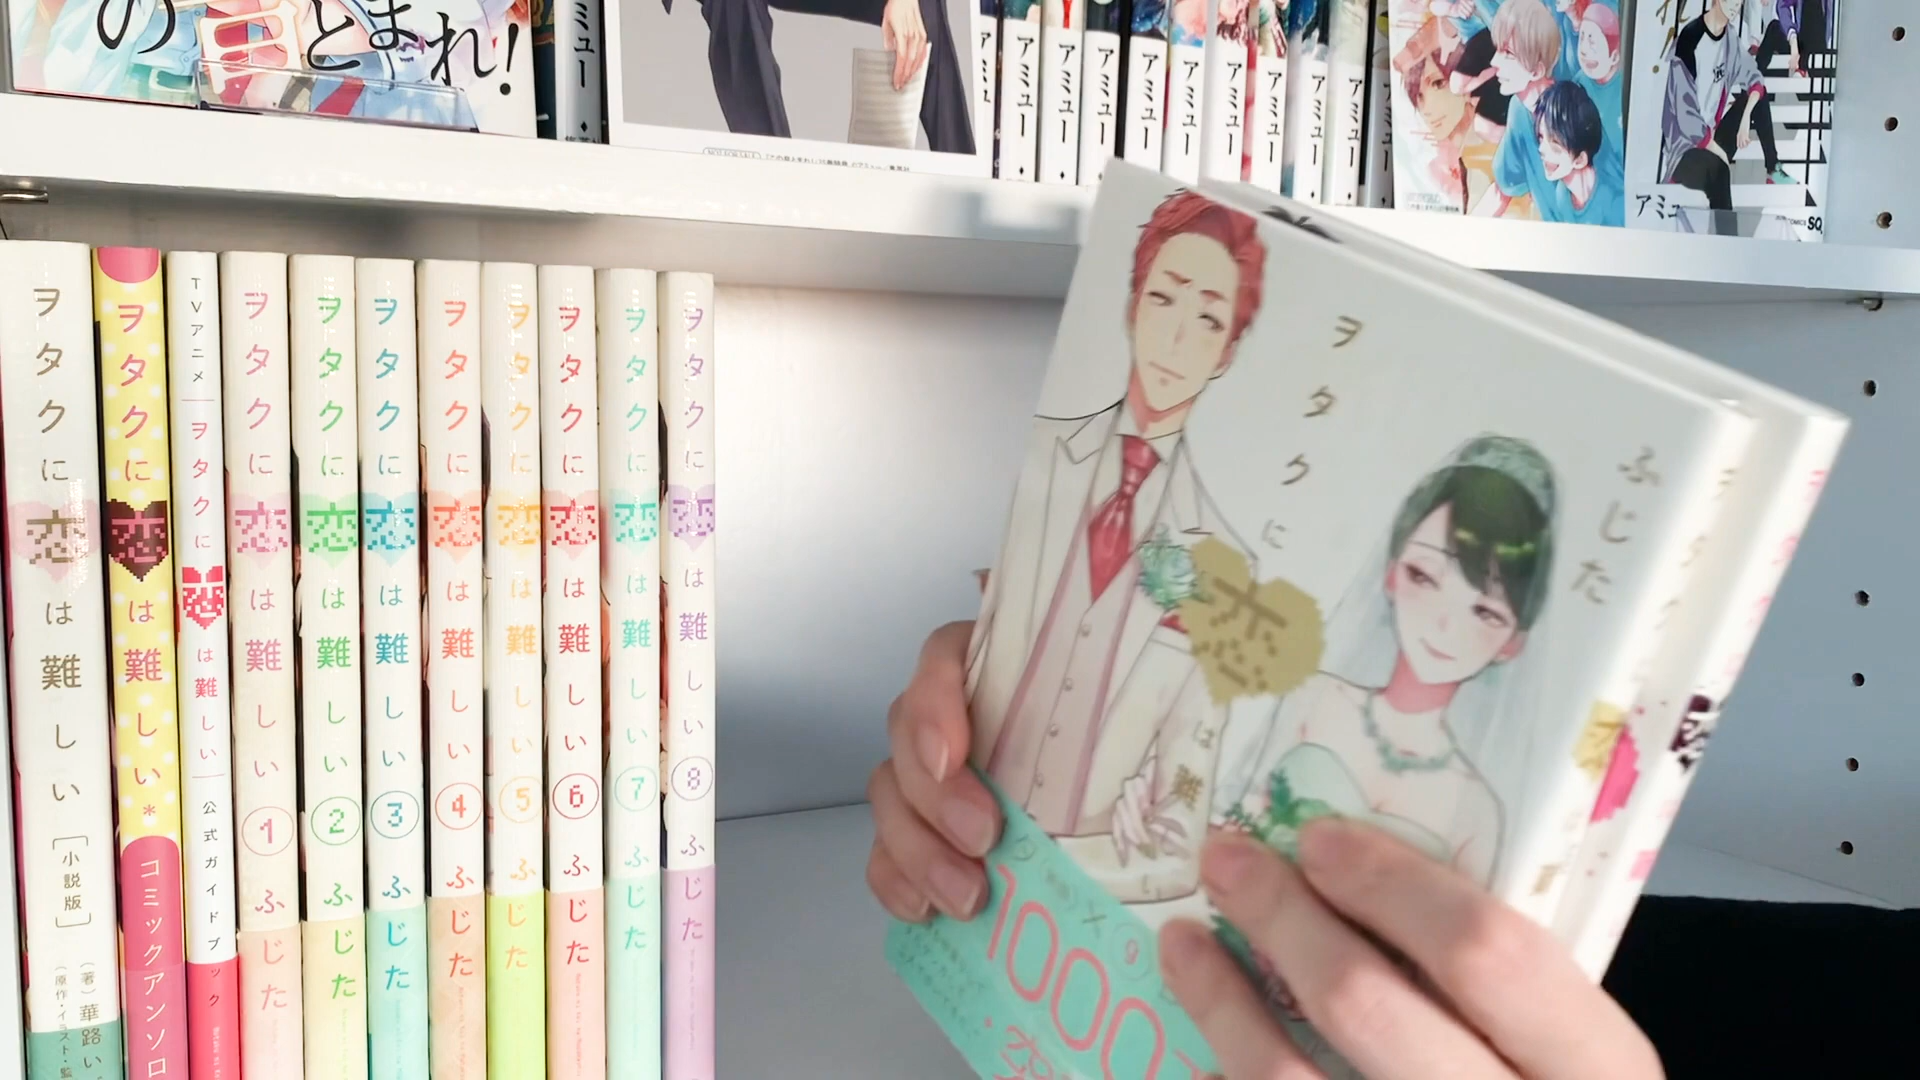 の目とまれ!
ミュー
ミュ
アミュー
アミュー
アミュー
アミュー
アミュー
アミュー
アミュー
アミュー
アミュー
SQ.
ヲタクに恋は難しい
[小説版]
(著)華路い
(原作・イラスト・監
ヲタクに恋は難しい*
コミックアンソロ
TVアニメ
ヲタクに恋は難しい
公式ガイドブック
ヲタクに恋は難しい 1 ふじた
ヲタクに恋は難しい 2 ふじた
ヲタクに恋は難しい 3 ふじた
ヲタクに恋は難しい 4 ふじた
ヲタクに恋は難しい 5 ふじた
ヲタクに恋は難しい 6 ふじた
ヲタクに恋は難しい 7 ふじた
ヲタクに恋は難しい 8 ふじた
ふじた
ヲタクに恋は難し
1000